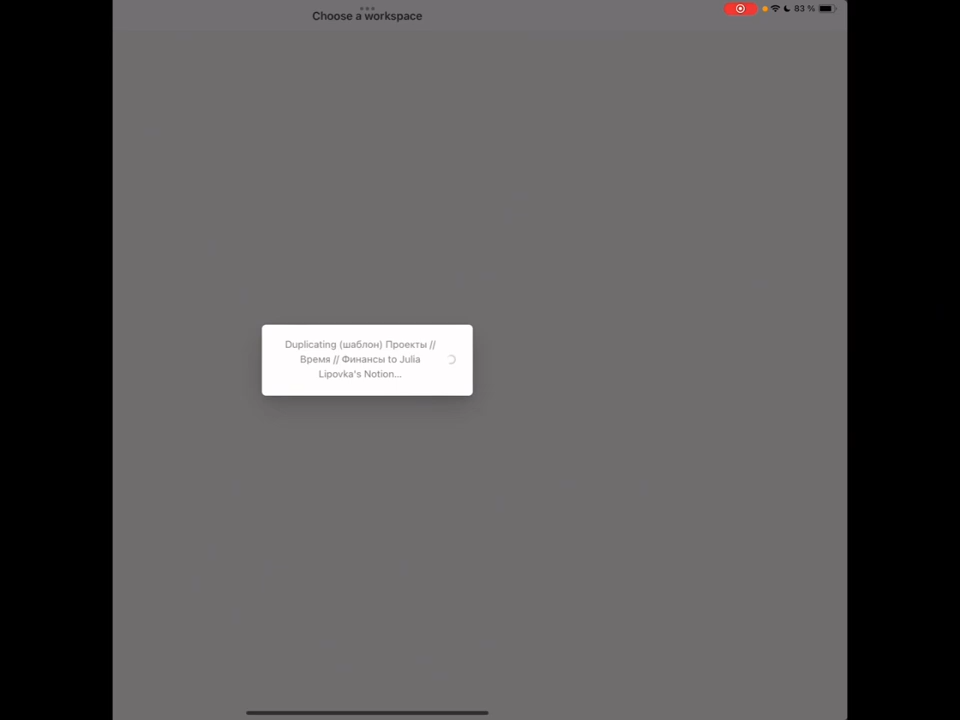 Choose a workspace
83 %
Duplicating (шаблон) Проекты //
Время // Финансы to Julia
Lipovka's Notion...